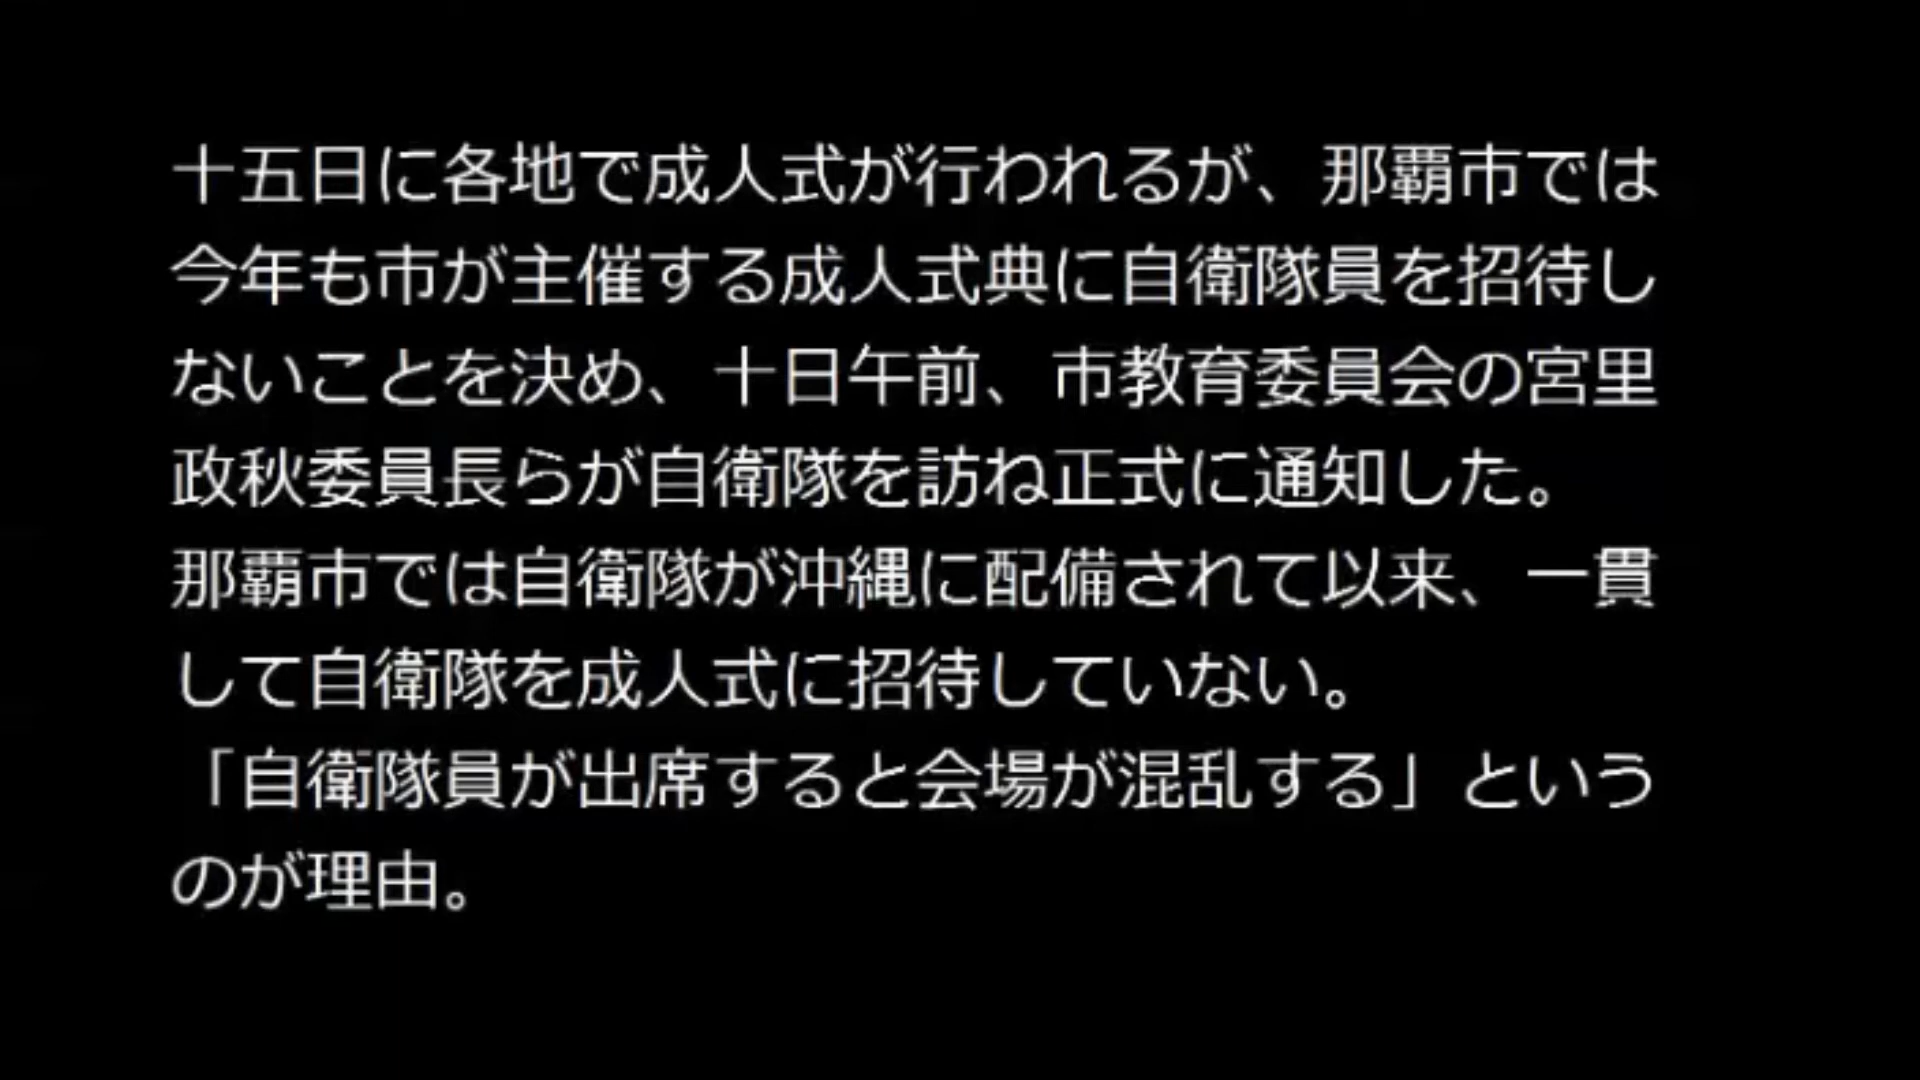 十五日に各地で成人式が行われるが、那覇市では
今年も市が主催する成人式典に自衛隊員を招待し
ないことを決め、十日午前、市教育委員会の宮里
政秋委員長らが自衛隊を訪ね正式に通知した。
那覇市では自衛隊が沖縄に配備されて以来、一貫
して自衛隊を成人式に招待していない。
「自衛隊員が出席すると会場が混乱する」という
のが理由。